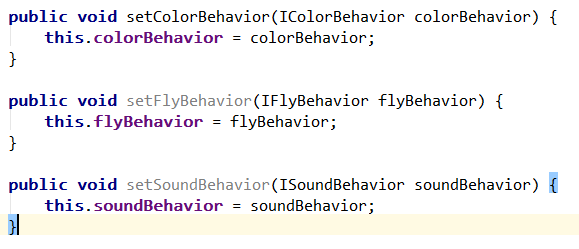 public void setColorBehavior(IColorBehavior colorBehavior) {
    this.colorBehavior = colorBehavior;
}
public void setFlyBehavior(IFlyBehavior flyBehavior) {
    this.flyBehavior = flyBehavior;
}
public void setSoundBehavior(ISoundBehavior soundBehavior) {
    this.soundBehavior = soundBehavior;
}